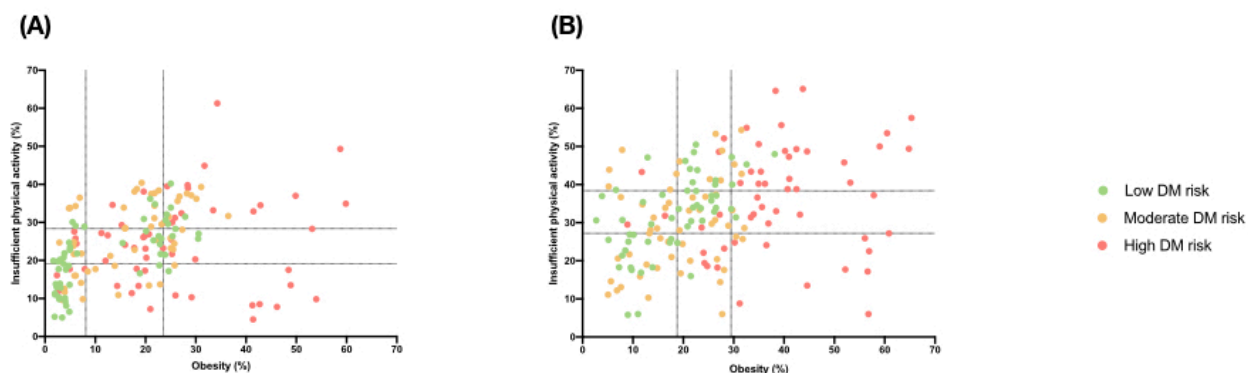 (A)
(B)
70
60
50
40
30
20
10
0
Insufficient physical activity (%)
0 10 20 30 40 50 60 70
Obesity (%)
70
60
50
40
30
20
10
0
Insufficient physical activity (%)
0 10 20 30 40 50 60 70
Obesity (%)
Low DM risk
Moderate DM risk
High DM risk